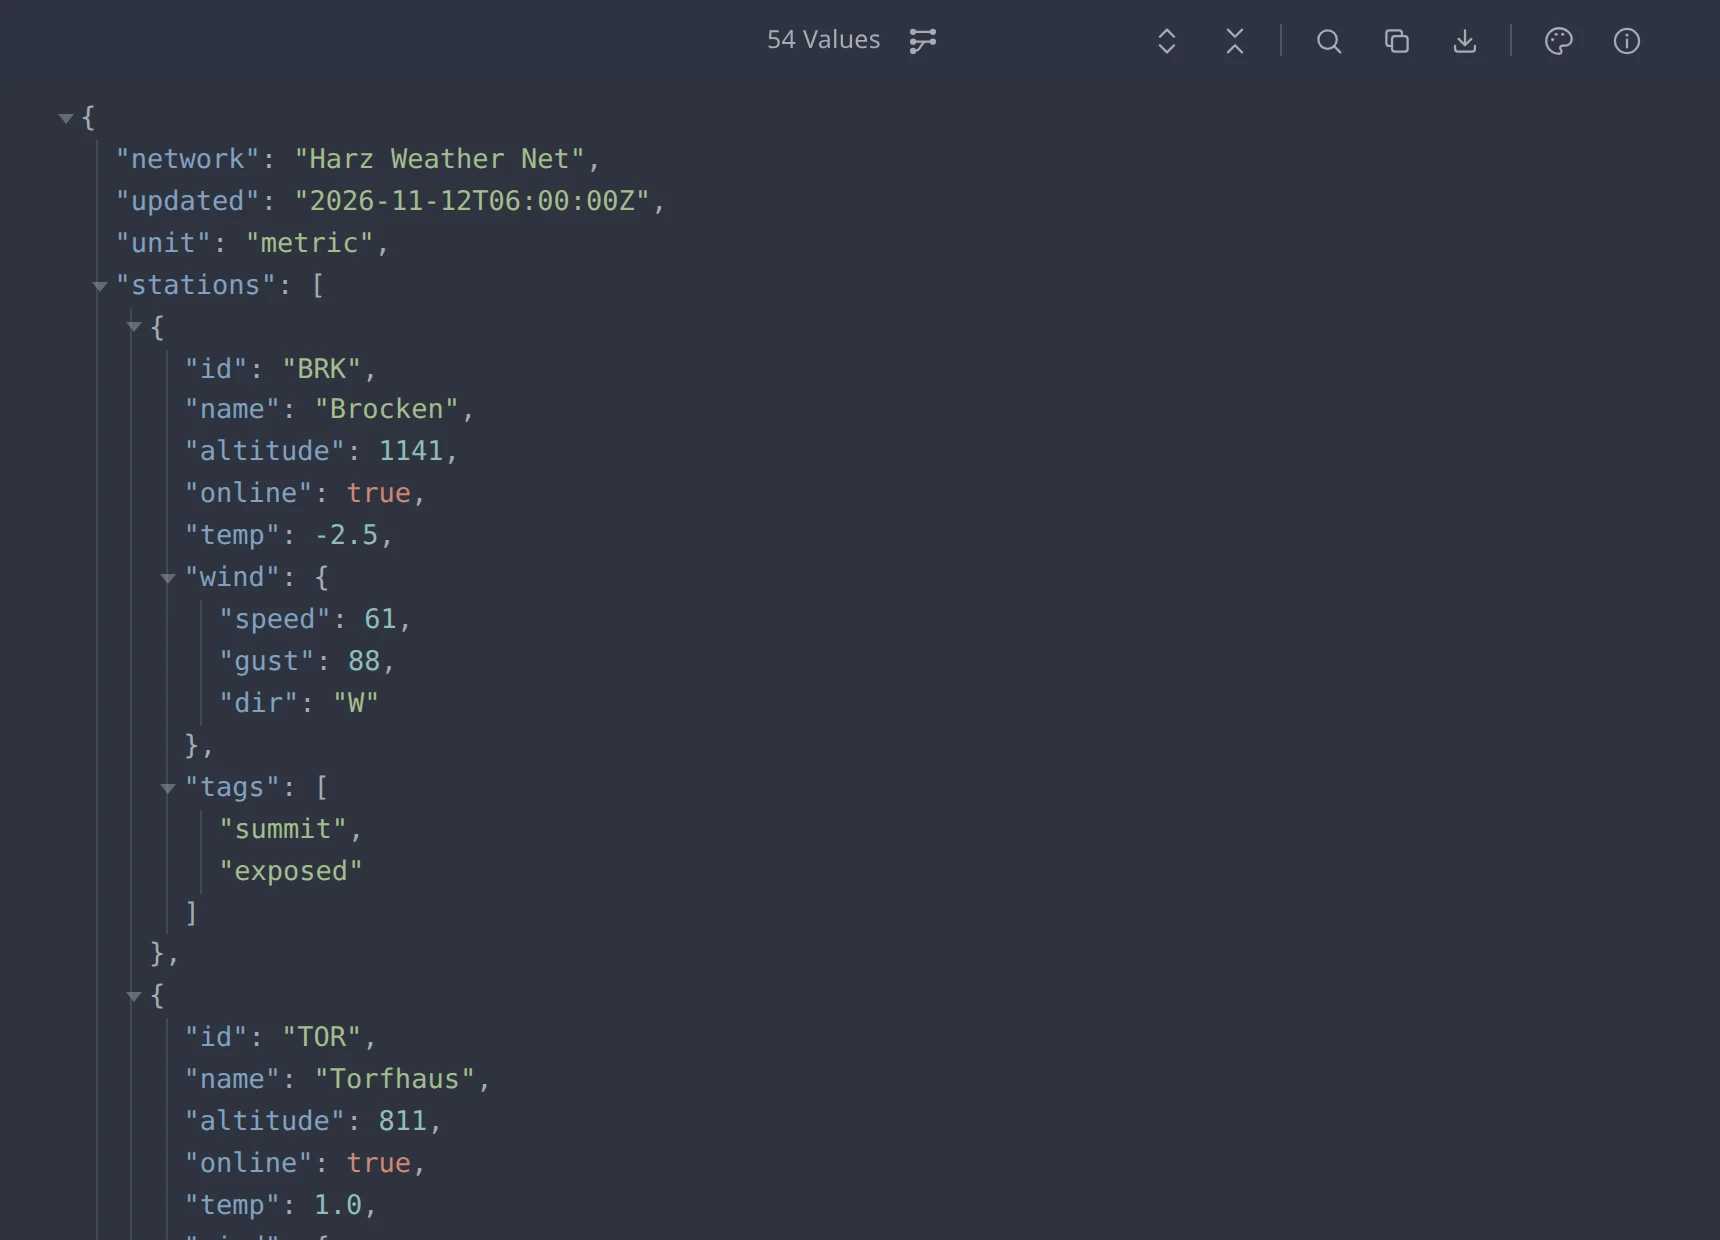 54 Values
{
"network": "Harz Weather Net",
"updated": "2026-11-12T06:00:00Z",
"unit": "metric",
"stations": [
{
"id": "BRK",
"name": "Brocken",
"altitude": 1141,
"online": true,
"temp": -2.5,
"wind": {
"speed": 61,
"gust": 88,
"dir": "W"
},
"tags": [
"summit",
"exposed"
]
},
{
"id": "TOR",
"name": "Torfhaus",
"altitude": 811,
"online": true,
"temp": 1.0,